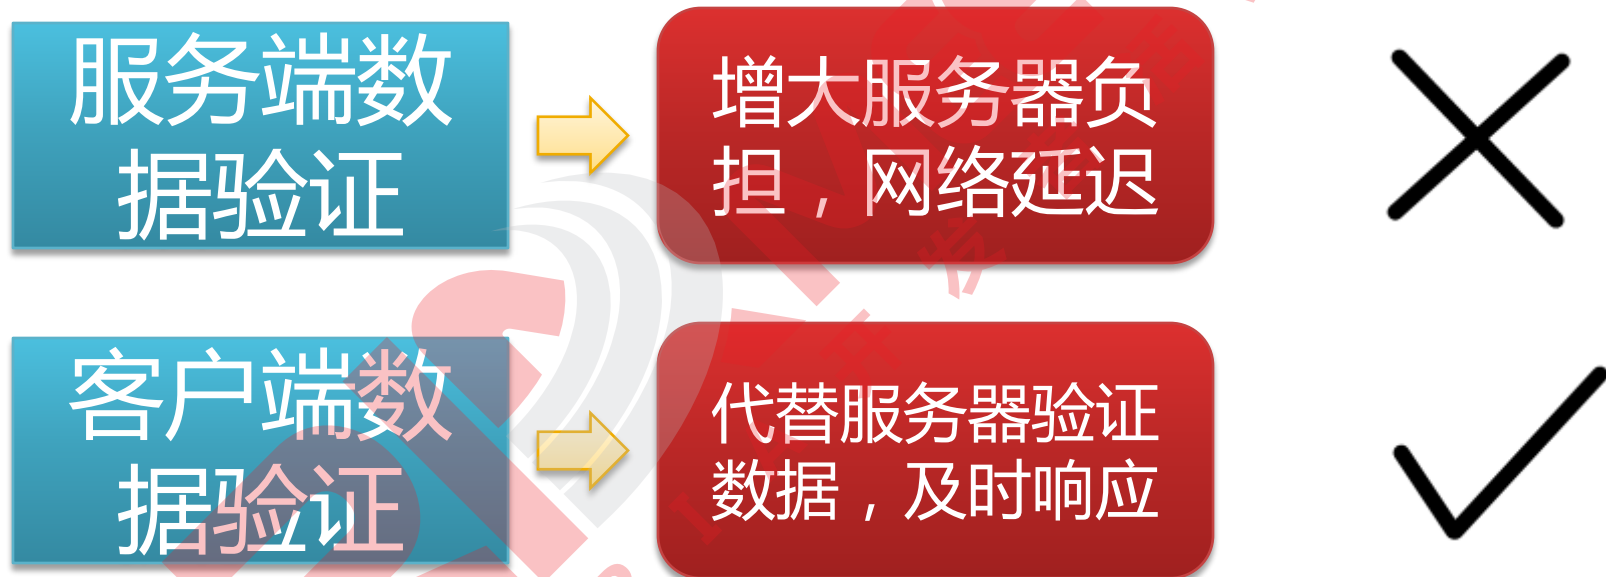 服务端数
据验证
增大服务器负
担，网络延迟
客户端数
据验证
代替服务器验证
数据，及时响应